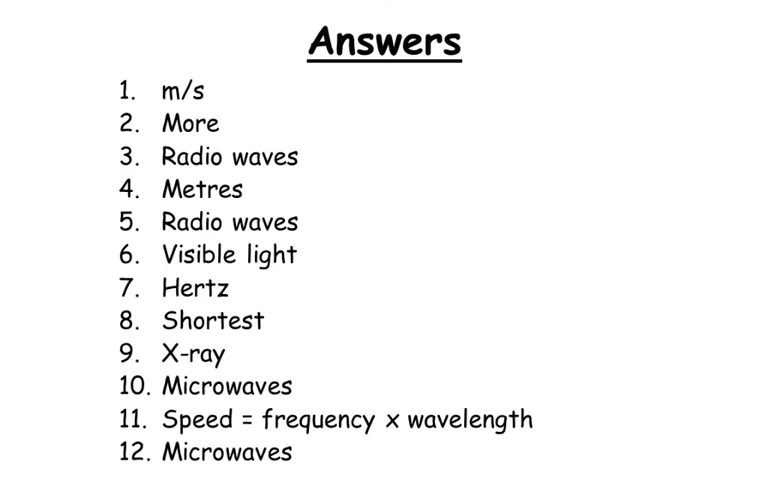 Answers
1. m/s
2. More
3. Radio waves
4. Metres
5. Radio waves
6. Visible light
7. Hertz
8. Shortest
9. X-ray
10. Microwaves
11. Speed = frequency x wavelength
12. Microwaves